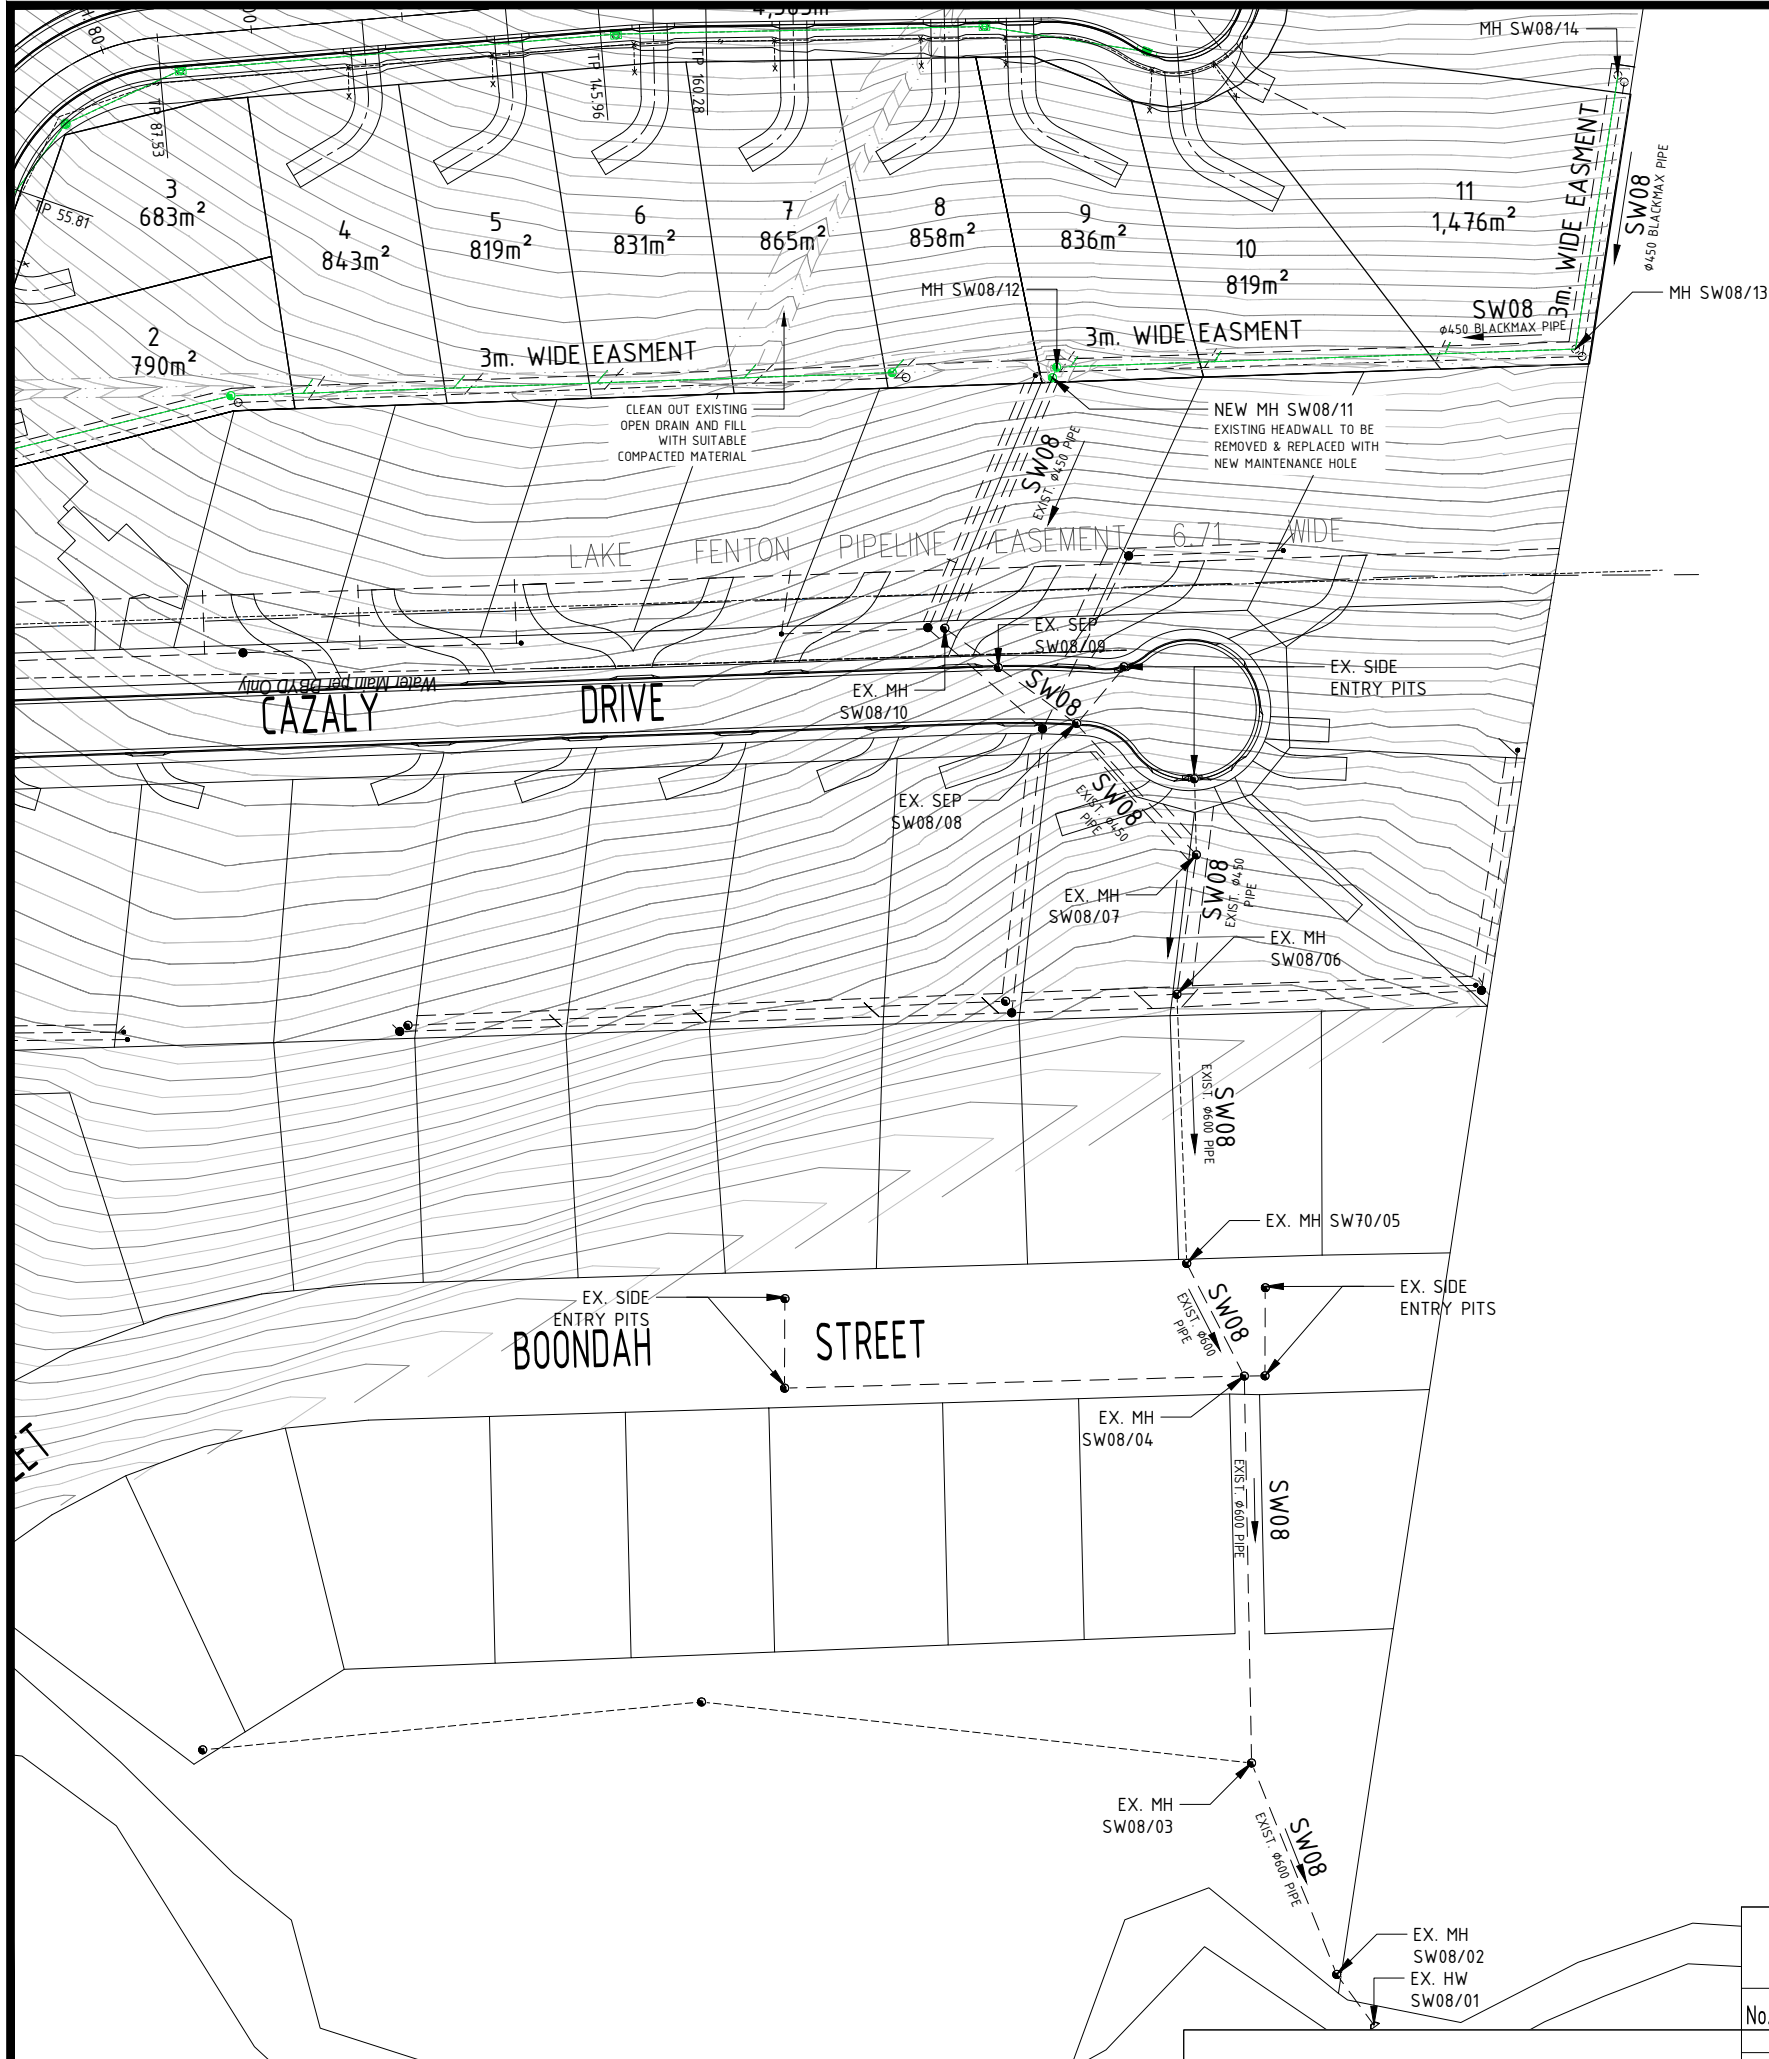 MH SW08/14
TP 87.53
TP 145.96
TP 160.28
TP 55.81
3
683m²
4
843m²
5
819m²
6
831m²
7
865m²
8
858m²
9
836m²
10
819m²
11
1,476m²
2
790m²
3m. WIDE EASMENT
SW08
Ø450 BLACKMAX PIPE
MH SW08/13
MH SW08/12
SW08
Ø450 BLACKMAX PIPE
3m. WIDE EASMENT
3m. WIDE EASMENT
CLEAN OUT EXISTING
OPEN DRAIN AND FILL
WITH SUITABLE
COMPACTED MATERIAL
NEW MH SW08/11
EXISTING HEADWALL TO BE
REMOVED & REPLACED WITH
NEW MAINTENANCE HOLE
SW08
EXIST. Ø450 PIPE
LAKE FENTON PIPELINE EASEMENT 6.71 WIDE
EX. SEP
SW08/09
EX. SIDE
ENTRY PITS
EX. MH
SW08/10
SW08
Water Main per DBYD Only
CAZALY DRIVE
EX. SEP
SW08/08
SW08
EXIST. Ø450
PIPE
EX. MH
SW08/07
SW08
EXIST. Ø450
PIPE
EX. MH
SW08/06
SW08
EXIST. Ø600 PIPE
EX. MH SW70/05
EX. SIDE
ENTRY PITS
SW08
EXIST. Ø600
PIPE
EX. SIDE
ENTRY PITS
BOONDAH STREET
EX. MH
SW08/04
SW08
EXIST. Ø600 PIPE
EX. MH
SW08/03
SW08
EXIST. Ø600 PIPE
EX. MH
SW08/02
EX. HW
SW08/01
No.